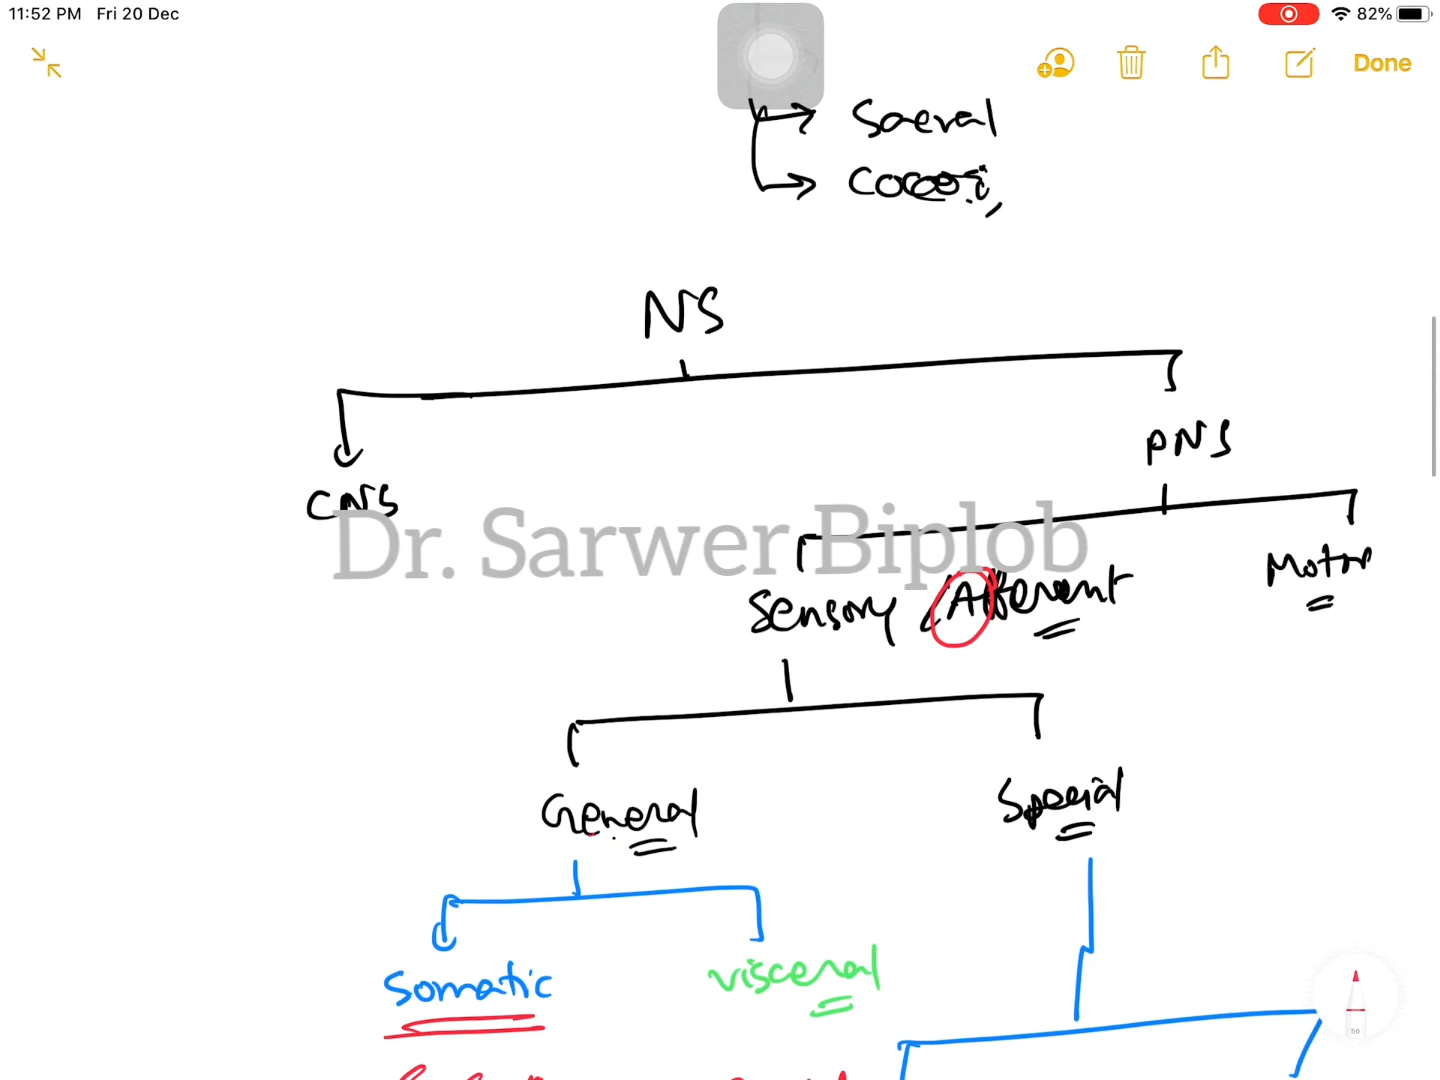 11:52 PM Fri 20 Dec
82%
Done
Sacral
NS
PNS
CNS
Dr. Sarwer Biplob
Motor
Sensory / Afferent
General
Special
Somatic
visceral
50